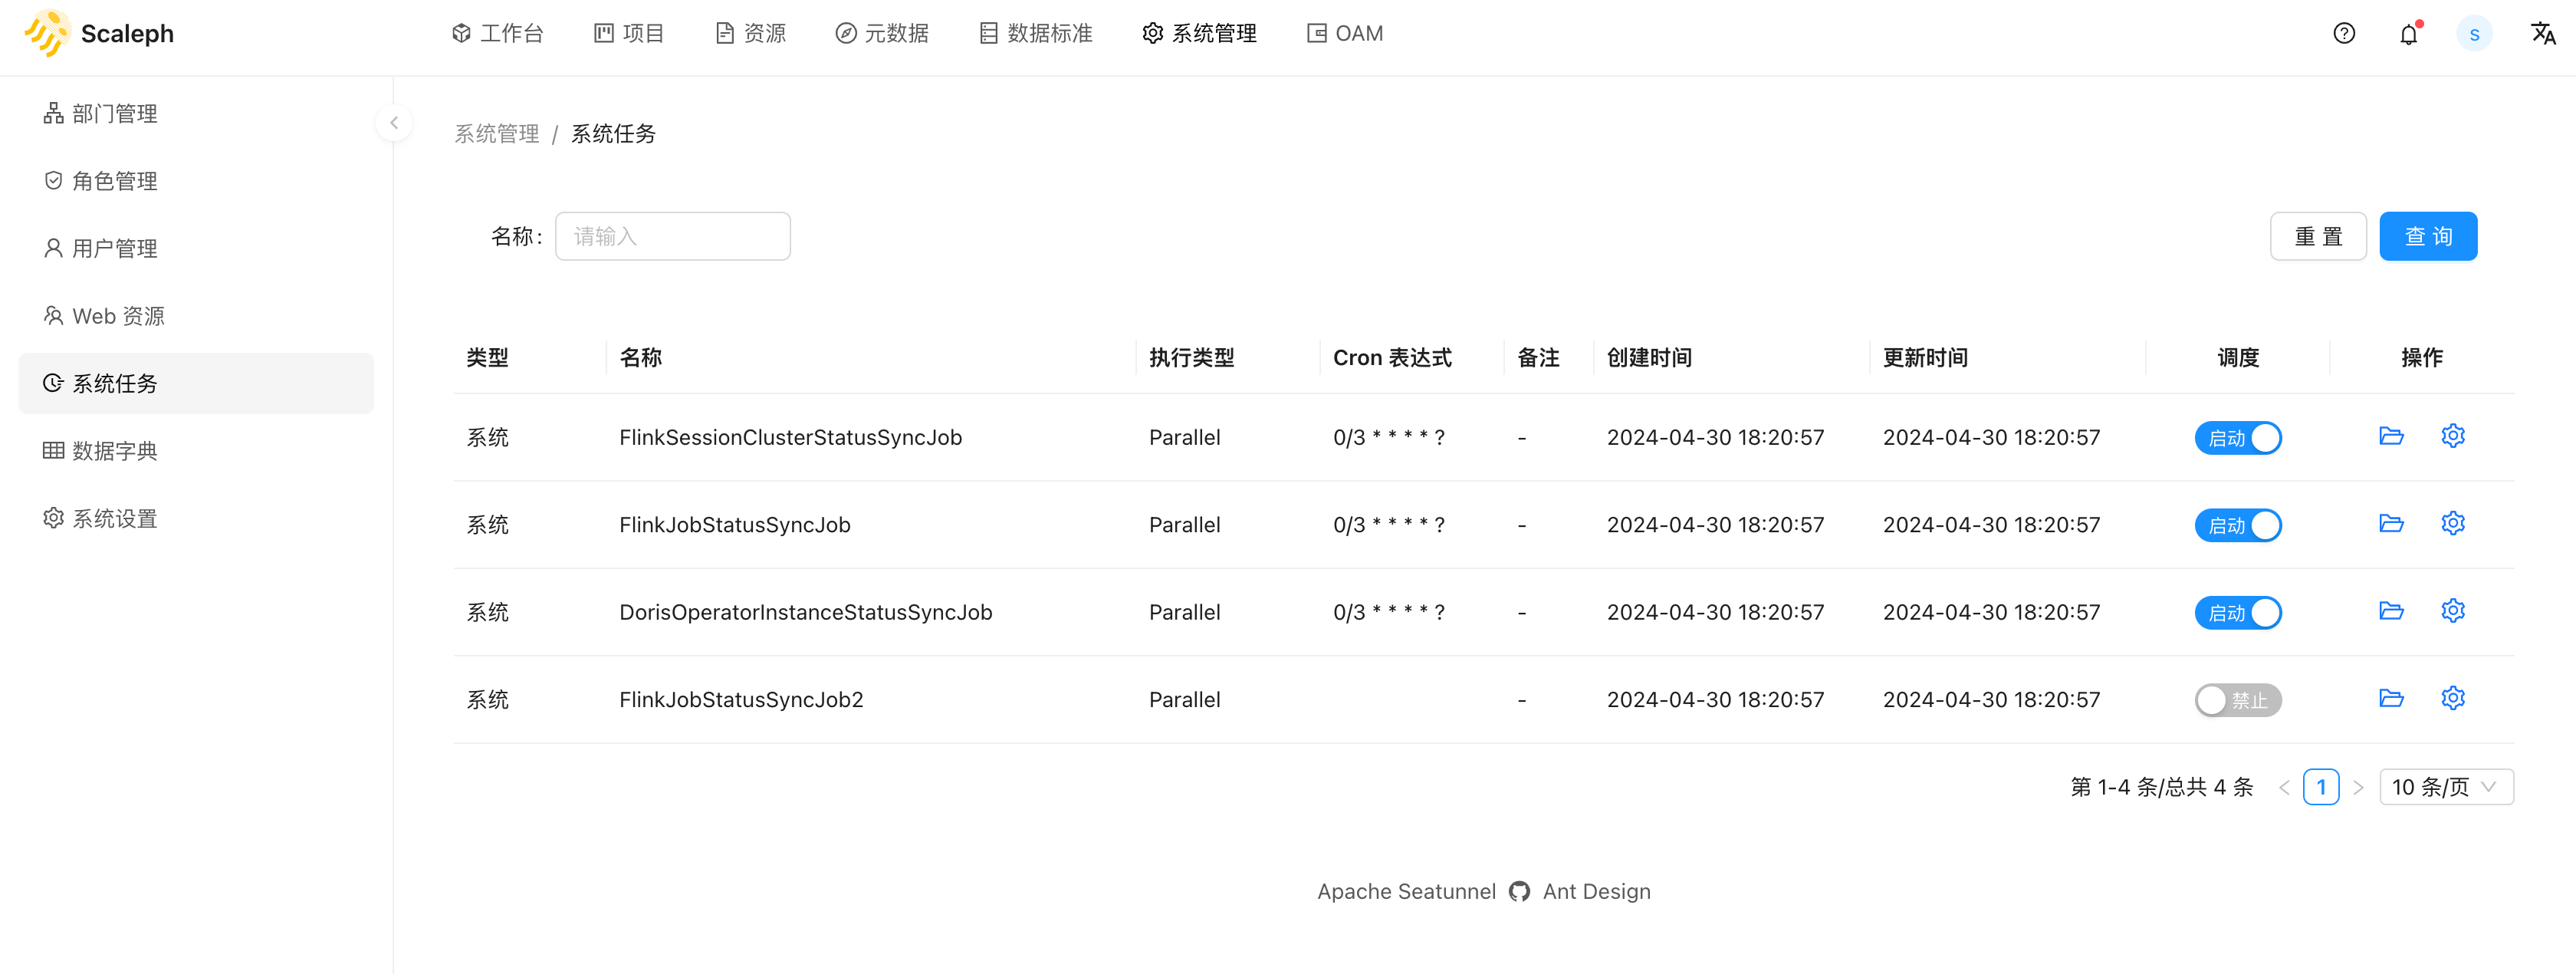 Scaleph 工作台 项目 资源 元数据 数据标准 系统管理 OAM s
部门管理
角色管理
用户管理
Web 资源
系统任务
数据字典
系统设置
系统管理 / 系统任务
名称: 请输入 重 置 查 询
类型 名称 执行类型 Cron 表达式 备注 创建时间 更新时间 调度 操作
系统 FlinkSessionClusterStatusSyncJob Parallel 0/3 * * * * ? - 2024-04-30 18:20:57 2024-04-30 18:20:57 启动
系统 FlinkJobStatusSyncJob Parallel 0/3 * * * * ? - 2024-04-30 18:20:57 2024-04-30 18:20:57 启动
系统 DorisOperatorInstanceStatusSyncJob Parallel 0/3 * * * * ? - 2024-04-30 18:20:57 2024-04-30 18:20:57 启动
系统 FlinkJobStatusSyncJob2 Parallel - 2024-04-30 18:20:57 2024-04-30 18:20:57 禁止
第 1-4 条/总共 4 条 < 1 > 10 条/页
Apache Seatunnel Ant Design